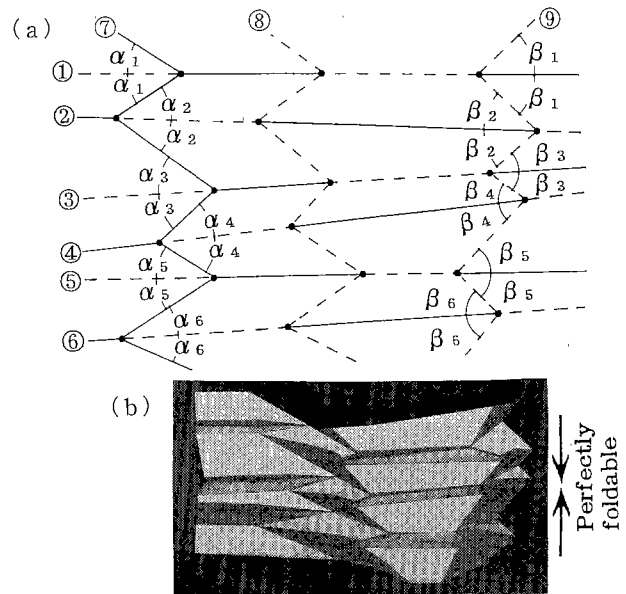 (a)
⑦
⑧
⑨
①
α1
α1
β1
β1
②
α2
α2
β2
β2
③
α3
α3
β3
β3
④
α4
α4
β4
β4
⑤
α5
α5
β5
β5
⑥
α6
α6
β6
β5
(b)
Perfectly
foldable